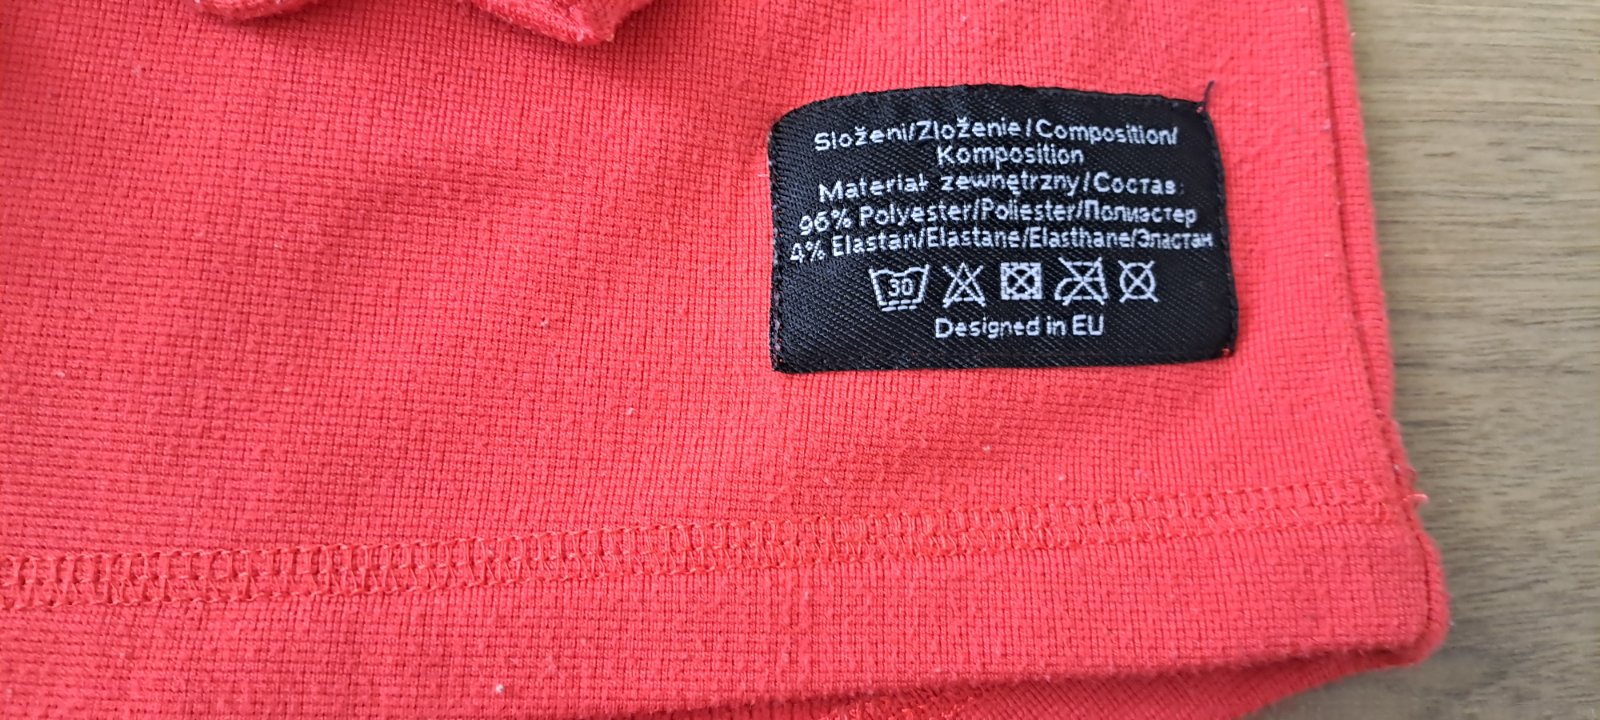 Složení/Zloženie/Composition/
Komposition
Materiał zewnętrzny/Состав:
96% Polyester/Poliester/Полиэстер
4% Elastan/Elastane/Elasthane/Эластан
30
Designed in EU